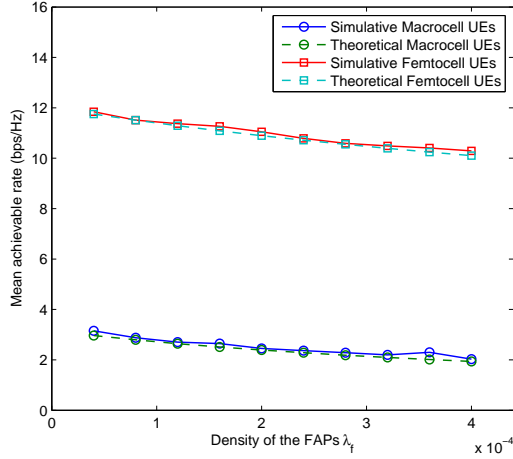 16
14
12
10
8
6
4
2
0
Mean achievable rate (bps/Hz)
Simulative Macrocell UEs
Theoretical Macrocell UEs
Simulative Femtocell UEs
Theoretical Femtocell UEs
0 1 2 3 4
x 10⁻⁴
Density of the FAPs λf